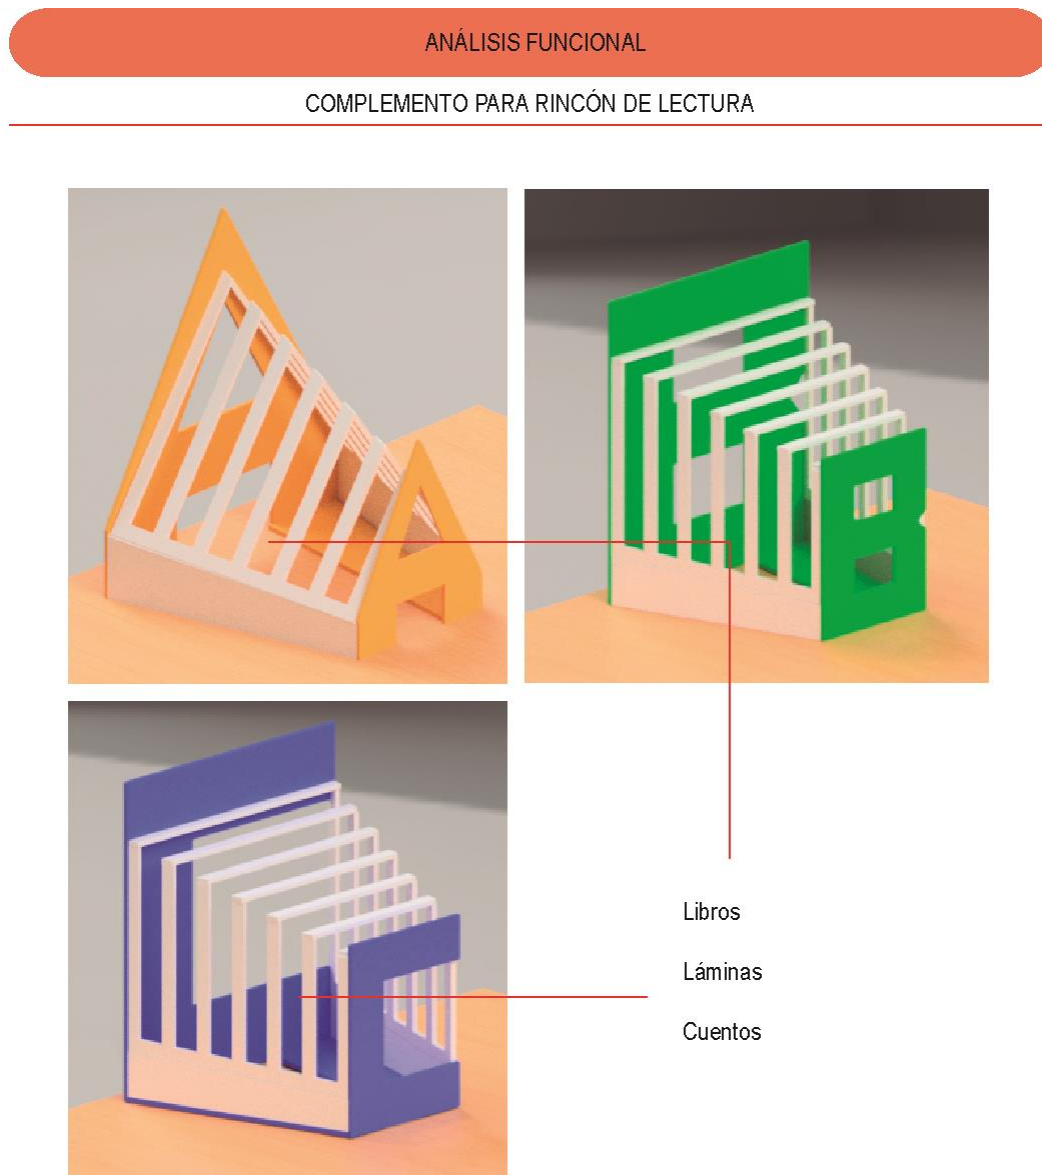 ANÁLISIS FUNCIONAL
COMPLEMENTO PARA RINCÓN DE LECTURA
Libros
Láminas
Cuentos